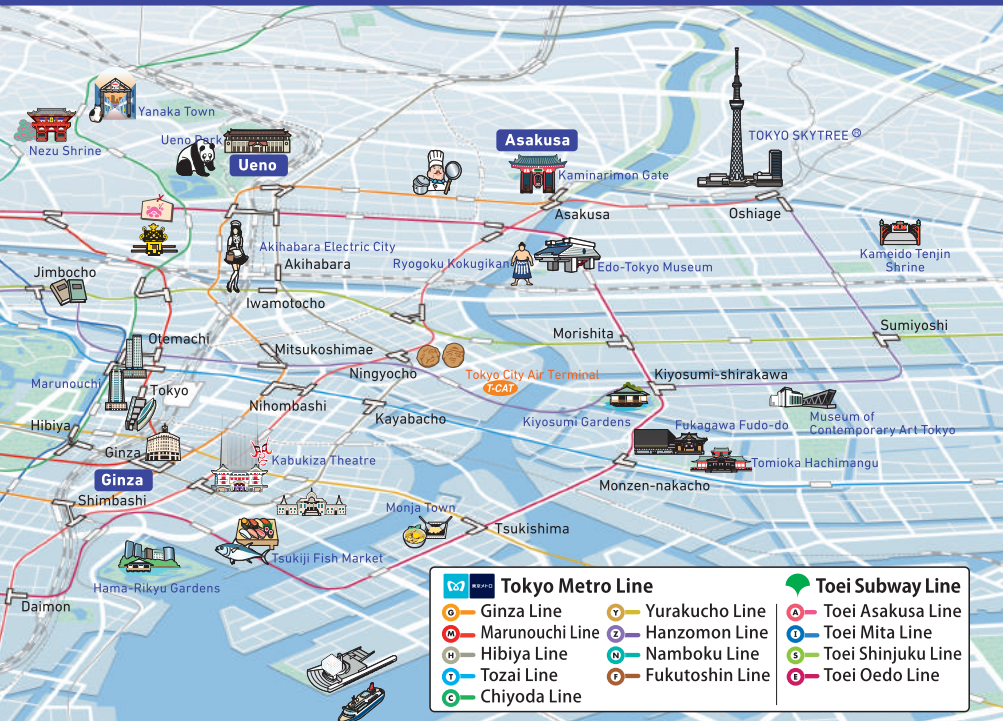 Yanaka Town
Nezu Shrine
Ueno Park
Ueno
Asakusa
Kaminarimon Gate
TOKYO SKYTREE®
Asakusa
Oshiage
Akihabara Electric City
Akihabara
Ryogoku Kokugikan
Edo-Tokyo Museum
Kameido Tenjin
Shrine
Jimbocho
Iwamotocho
Otemachi
Mitsukoshimae
Morishita
Sumiyoshi
Ningyocho
Tokyo City Air Terminal
T-CAT
Marunouchi
Tokyo
Kiyosumi-shirakawa
Nihombashi
Kayabacho
Kiyosumi Gardens
Fukagawa Fudo-do
Museum of
Contemporary Art Tokyo
Hibiya
Ginza
Ginza
Kabukiza Theatre
Tomioka Hachimangu
Monzen-nakacho
Shimbashi
Monja Town
Tsukishima
Tsukiji Fish Market
Hama-Rikyu Gardens
Daimon
東京メトロ Tokyo Metro Line
G Ginza Line
M Marunouchi Line
H Hibiya Line
T Tozai Line
C Chiyoda Line
Y Yurakucho Line
Z Hanzomon Line
N Namboku Line
F Fukutoshin Line
Toei Subway Line
A Toei Asakusa Line
I Toei Mita Line
S Toei Shinjuku Line
E Toei Oedo Line